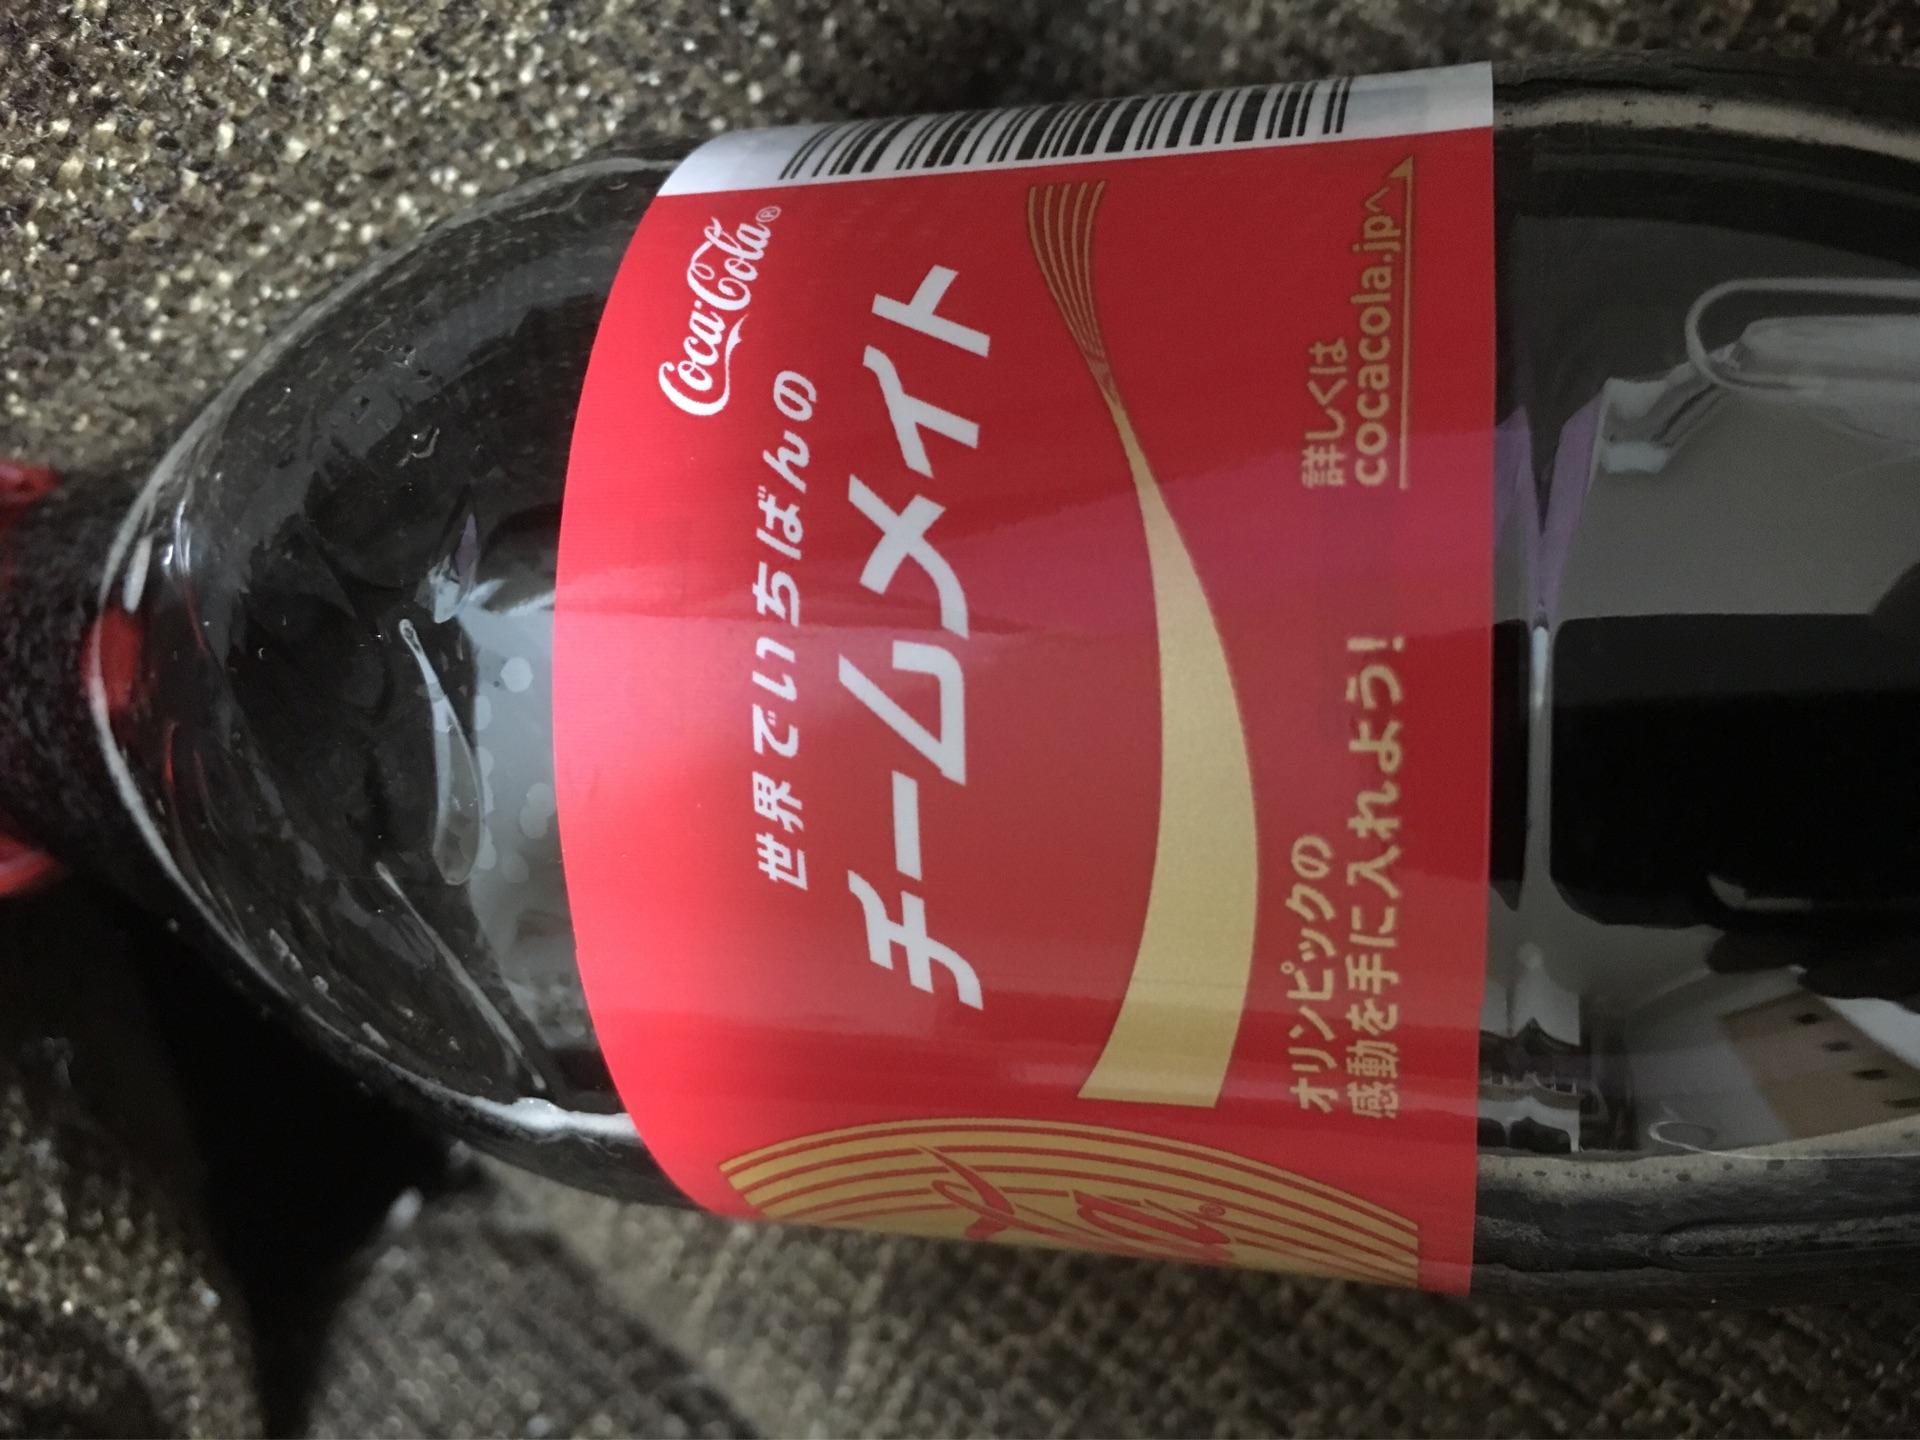 Coca-Cola®
世界でいちばんの
チームメイト
オリンピックの
感動を手に入れよう!
詳しくは
cocacola.jpへ